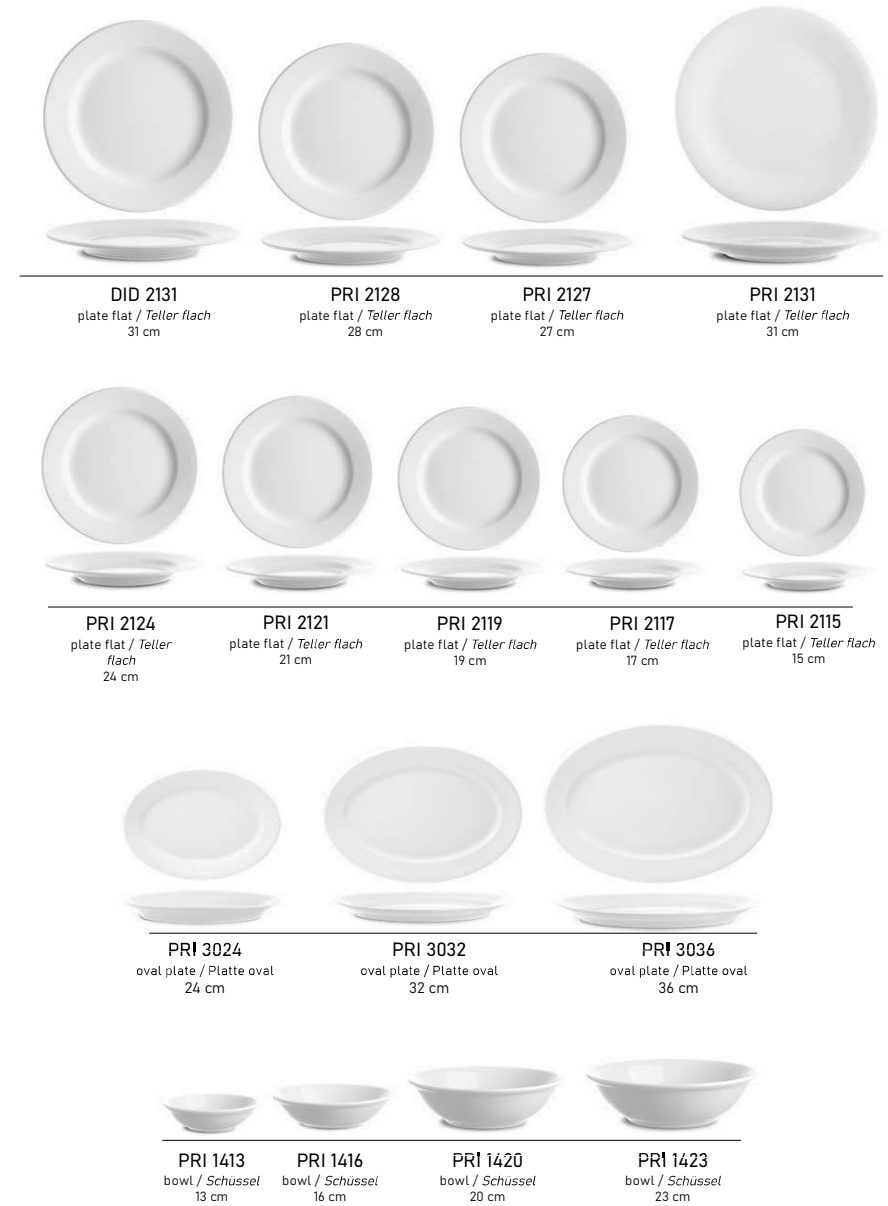 DID 2131
plate flat / Teller flach
31 cm
PRI 2128
plate flat / Teller flach
28 cm
PRI 2127
plate flat / Teller flach
27 cm
PRI 2131
plate flat / Teller flach
31 cm
PRI 2124
plate flat / Teller
flach
24 cm
PRI 2121
plate flat / Teller flach
21 cm
PRI 2119
plate flat / Teller flach
19 cm
PRI 2117
plate flat / Teller flach
17 cm
PRI 2115
plate flat / Teller flach
15 cm
PRI 3024
oval plate / Platte oval
24 cm
PRI 3032
oval plate / Platte oval
32 cm
PRI 3036
oval plate / Platte oval
36 cm
PRI 1413
bowl / Schüssel
13 cm
PRI 1416
bowl / Schüssel
16 cm
PRI 1420
bowl / Schüssel
20 cm
PRI 1423
bowl / Schüssel
23 cm